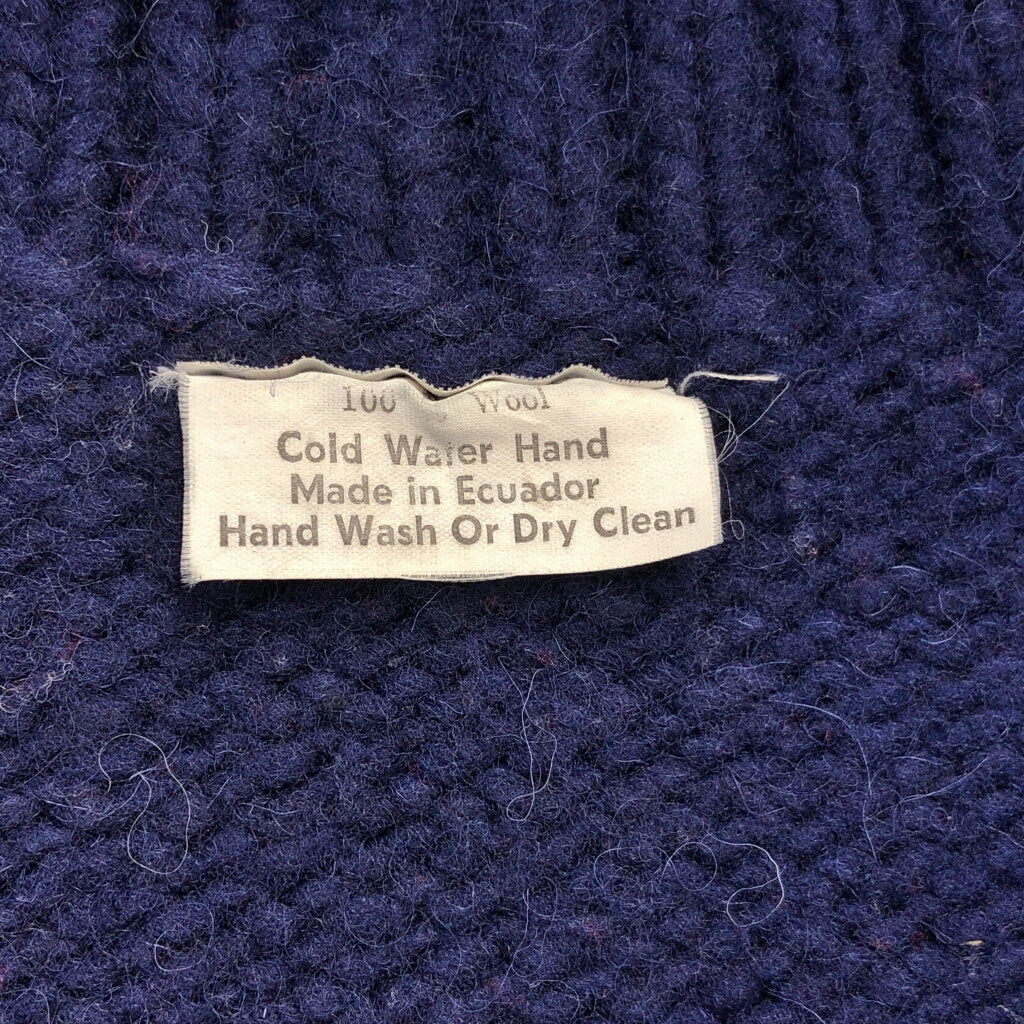 100 Wool
Cold Water Hand
Made in Ecuador
Hand Wash Or Dry Clean